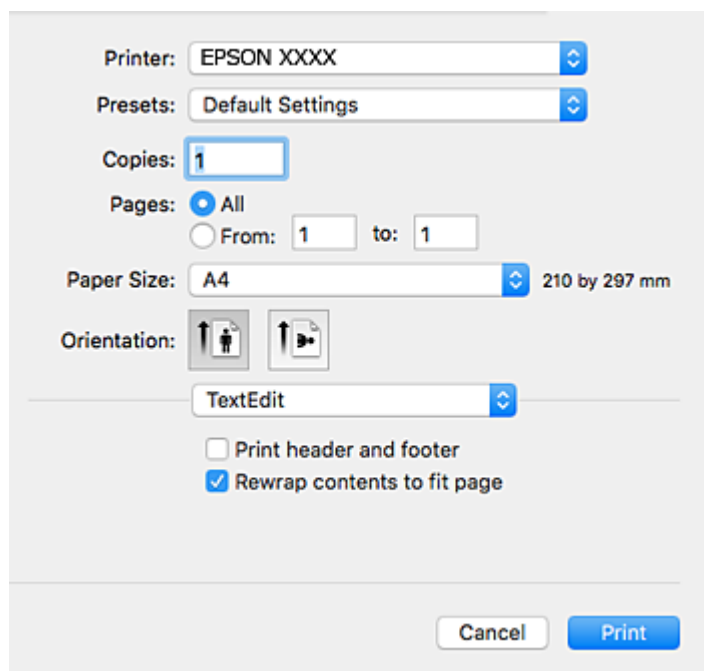 Printer: EPSON XXXX
Presets: Default Settings
Copies: 1
Pages: All
From: 1 to: 1
Paper Size: A4 210 by 297 mm
Orientation:
TextEdit
Print header and footer
Rewrap contents to fit page
Cancel Print